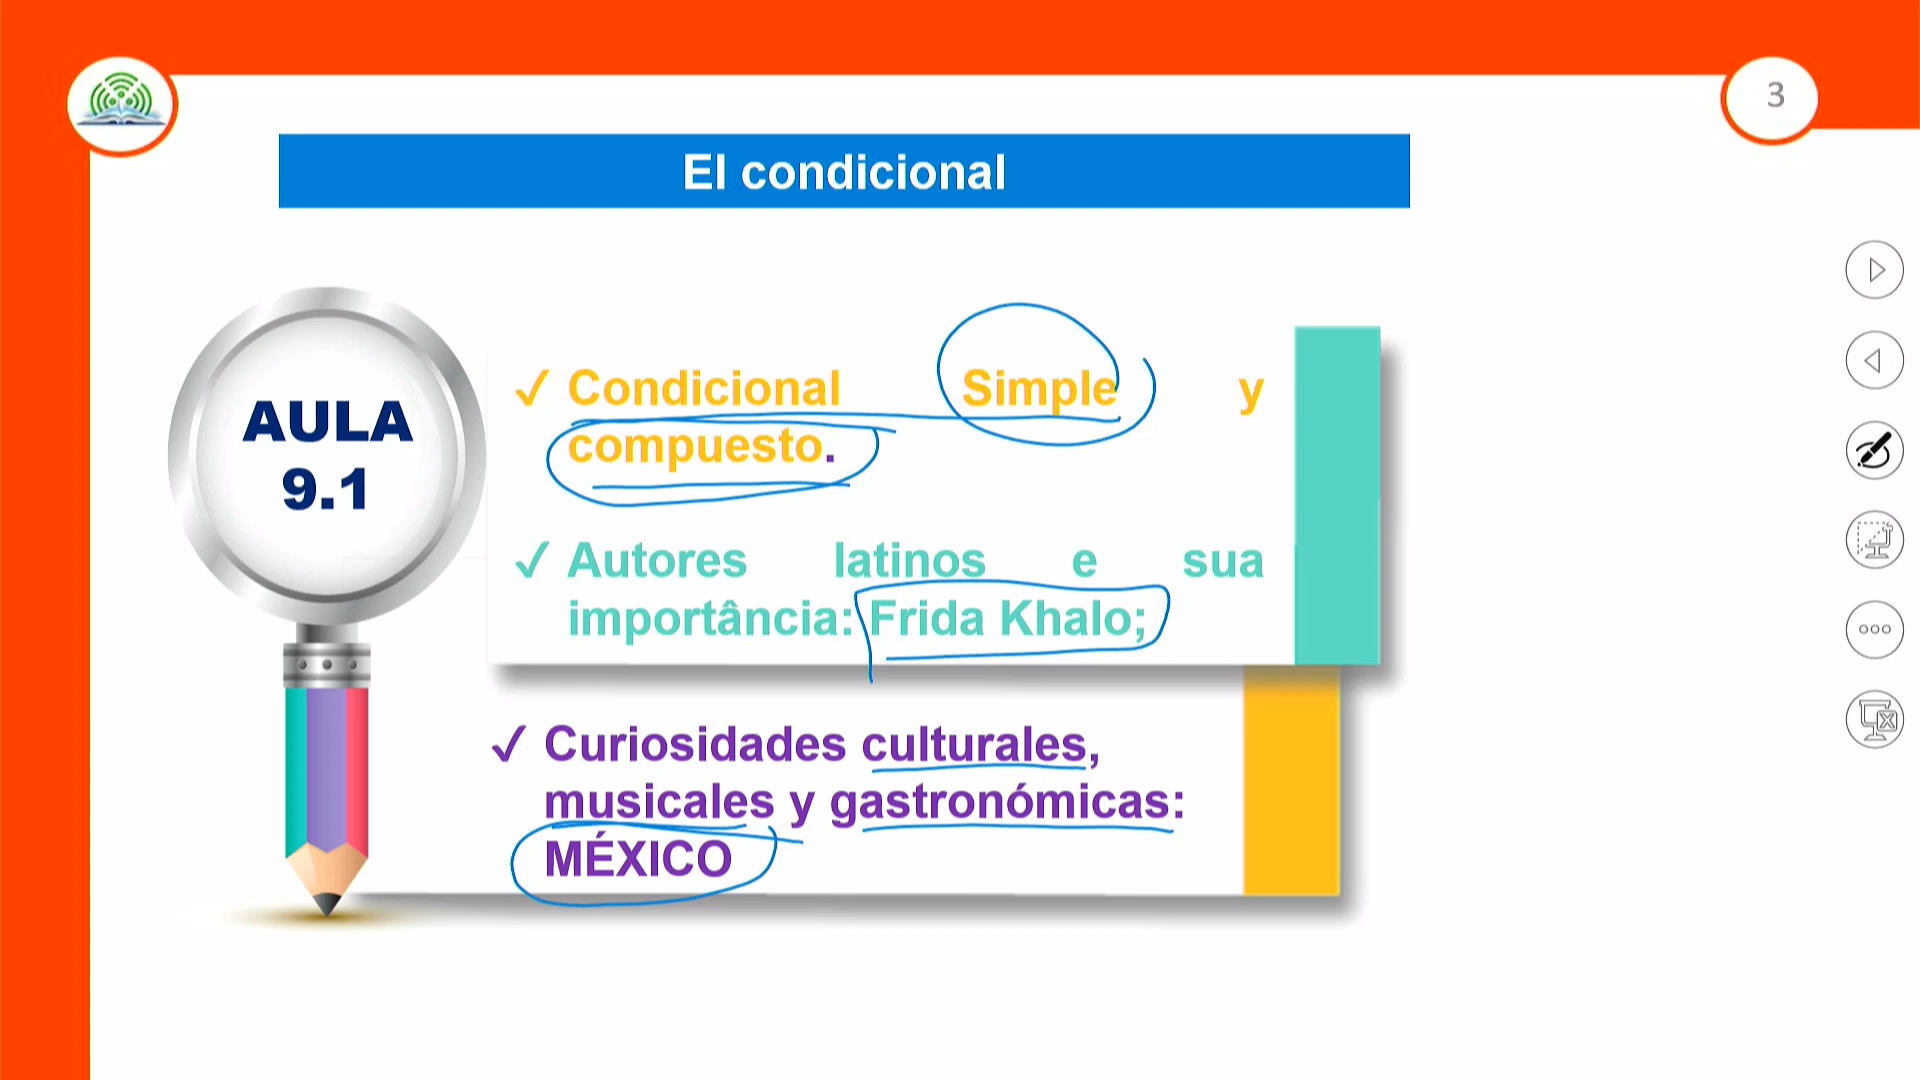 3
El condicional
AULA
9.1
✓ Condicional Simple y
compuesto.
✓ Autores latinos e sua
importância: Frida Khalo;
✓ Curiosidades culturales,
musicales y gastronómicas:
MÉXICO